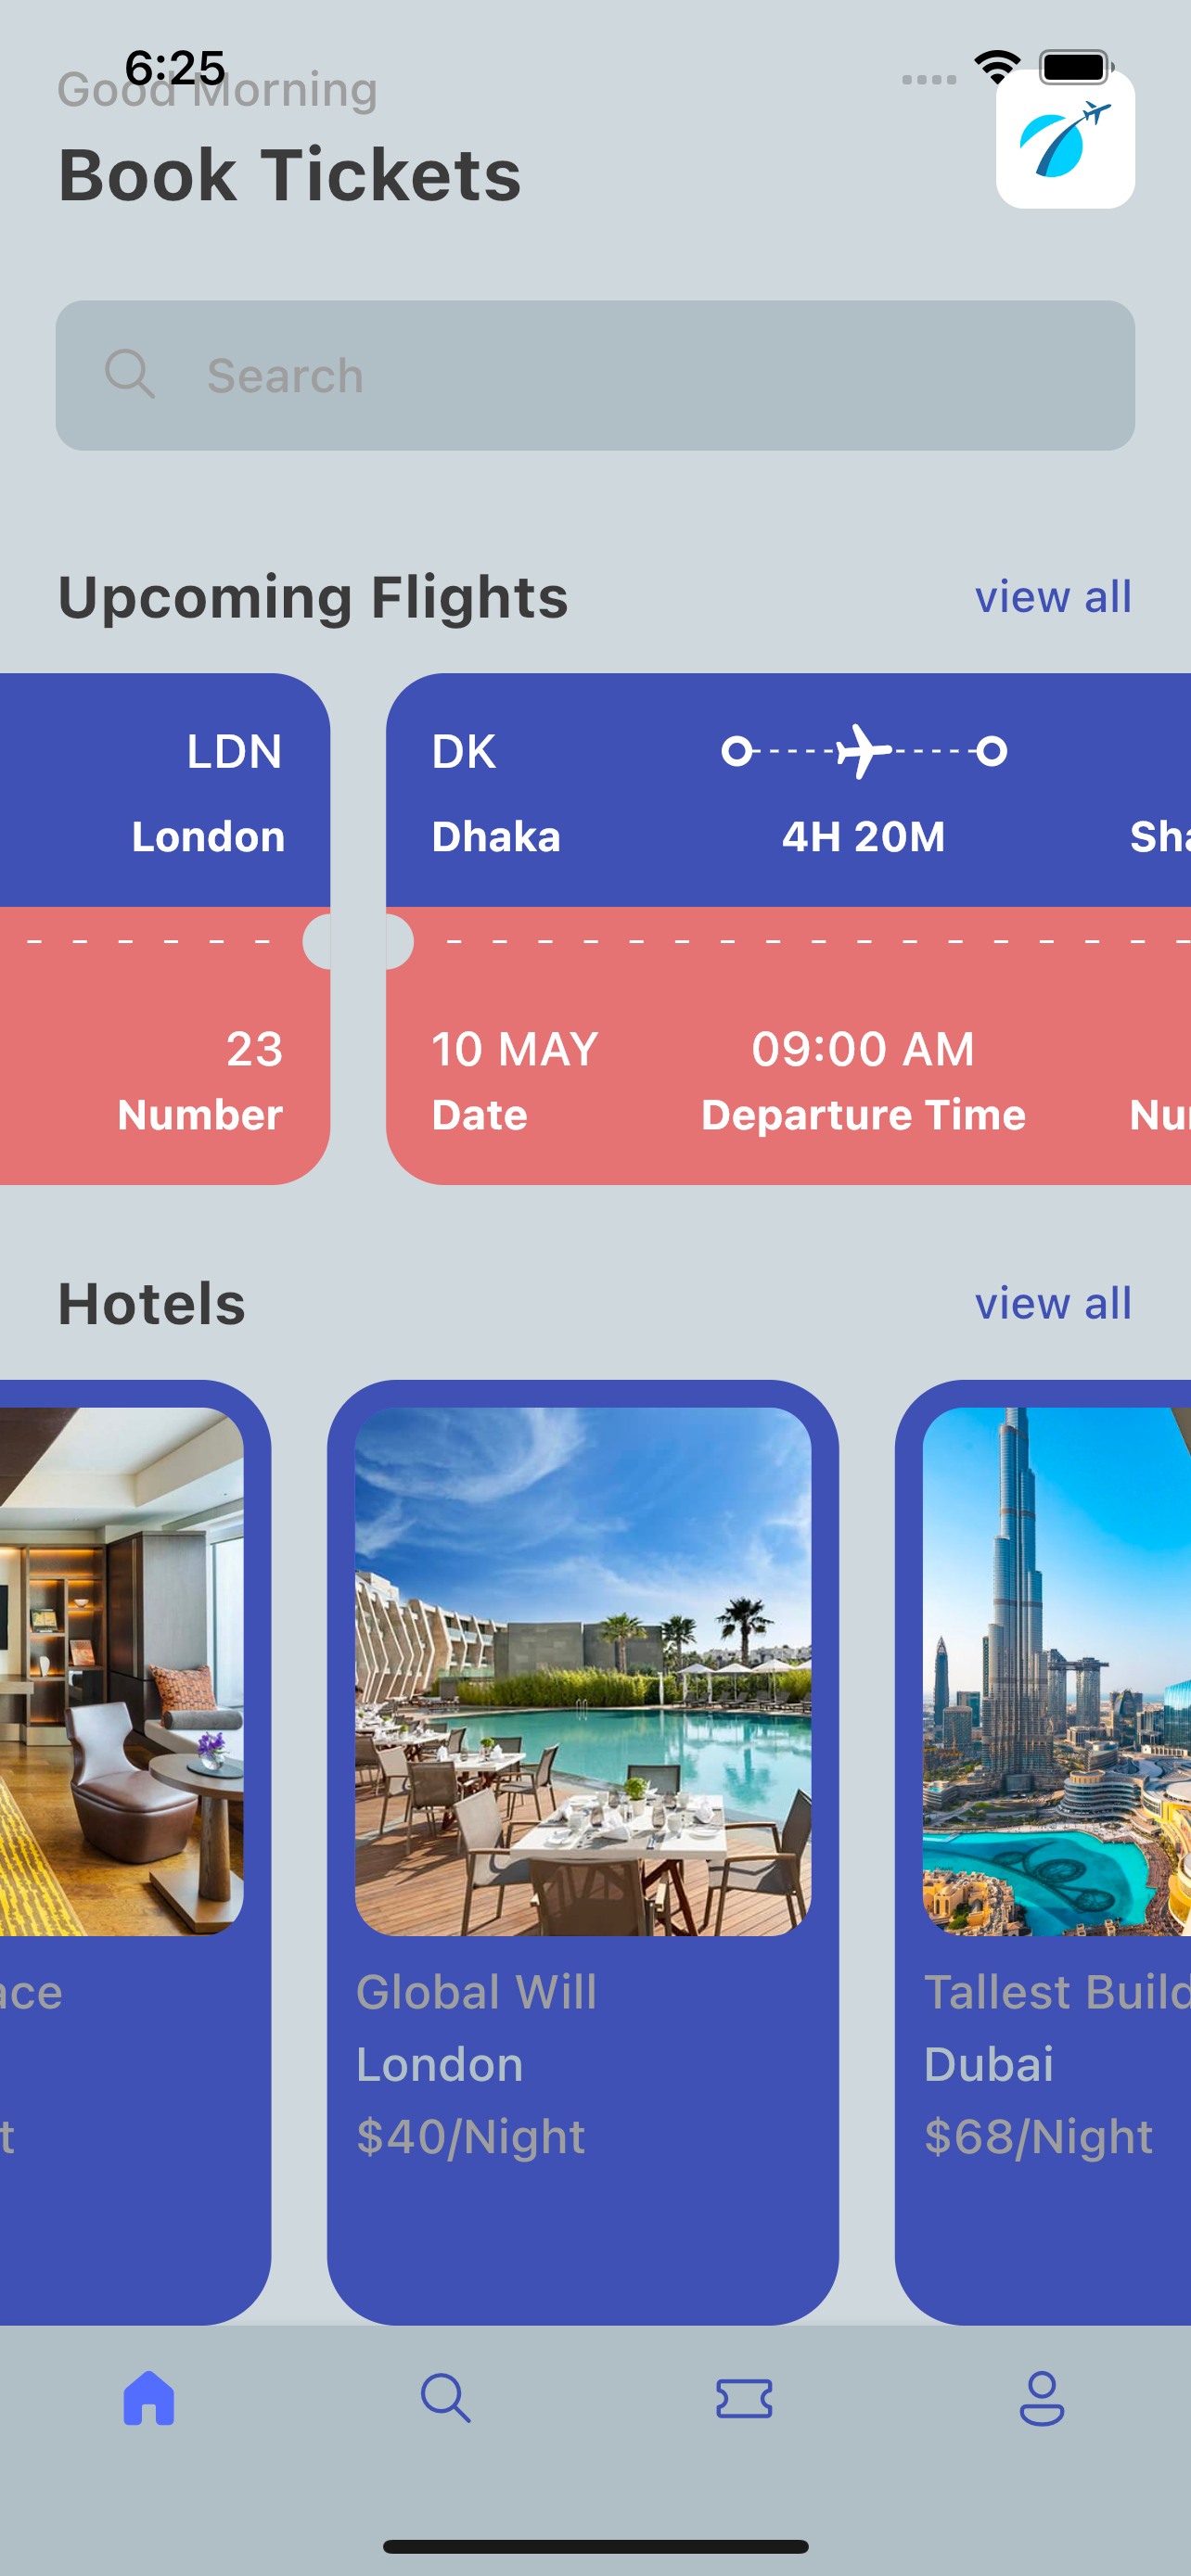 6:25
Good Morning
Book Tickets
Search
Upcoming Flights
view all
LDN
London
23
Number
DK
Dhaka
4H 20M
Sha
10 MAY
Date
09:00 AM
Departure Time
Nu
Hotels
view all
ace
t
Global Will
London
$40/Night
Tallest Build
Dubai
$68/Night